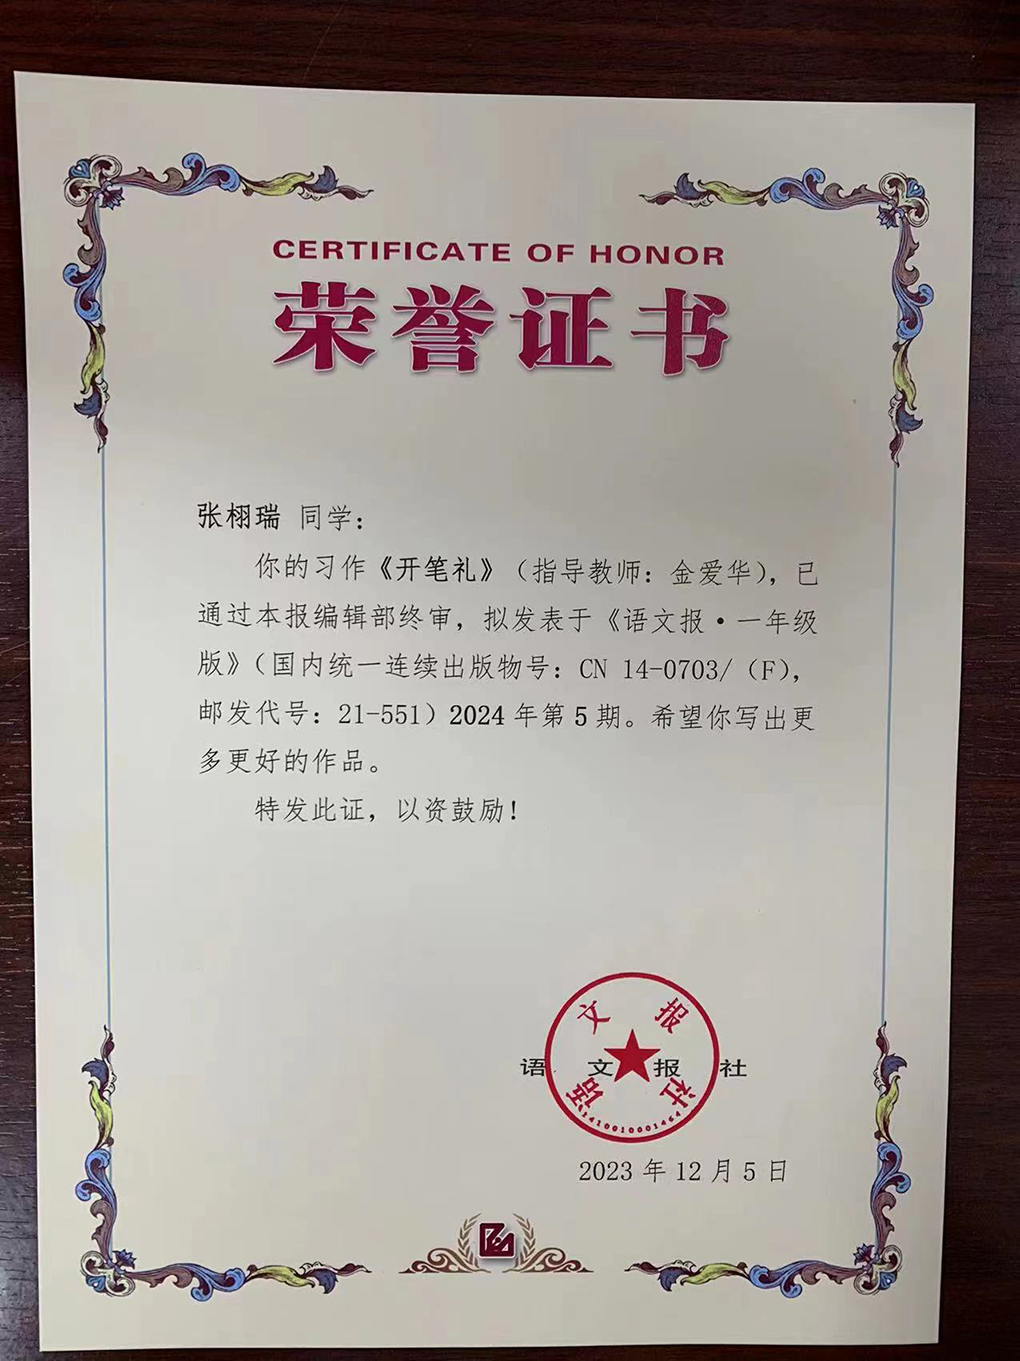 CERTIFICATE OF HONOR
荣誉证书
张栩瑞 同学：
你的习作《开笔礼》（指导教师：金爱华），已
通过本报编辑部终审，拟发表于《语文报·一年级
版》（国内统一连续出版物号：CN 14-0703/（F），
邮发代号：21-551）2024 年第 5 期。希望你写出更
多更好的作品。
特发此证，以资鼓励！
语文报社
语文报社
1410010001464
2023 年 12 月 5 日